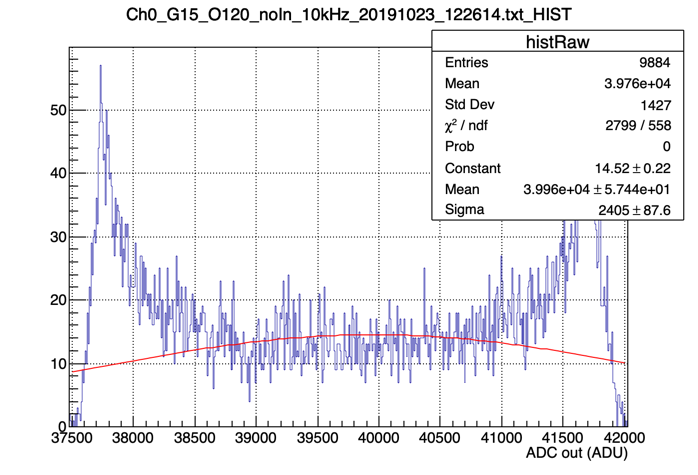 Ch0_G15_O120_noIn_10kHz_20191023_122614.txt_HIST
histRaw
Entries 9884
Mean 3.976e+04
Std Dev 1427
χ² / ndf 2799 / 558
Prob 0
Constant 14.52 ± 0.22
Mean 3.996e+04 ± 5.744e+01
Sigma 2405 ± 87.6
50
40
30
20
10
0
37500 38000 38500 39000 39500 40000 40500 41000 41500 42000
ADC out (ADU)